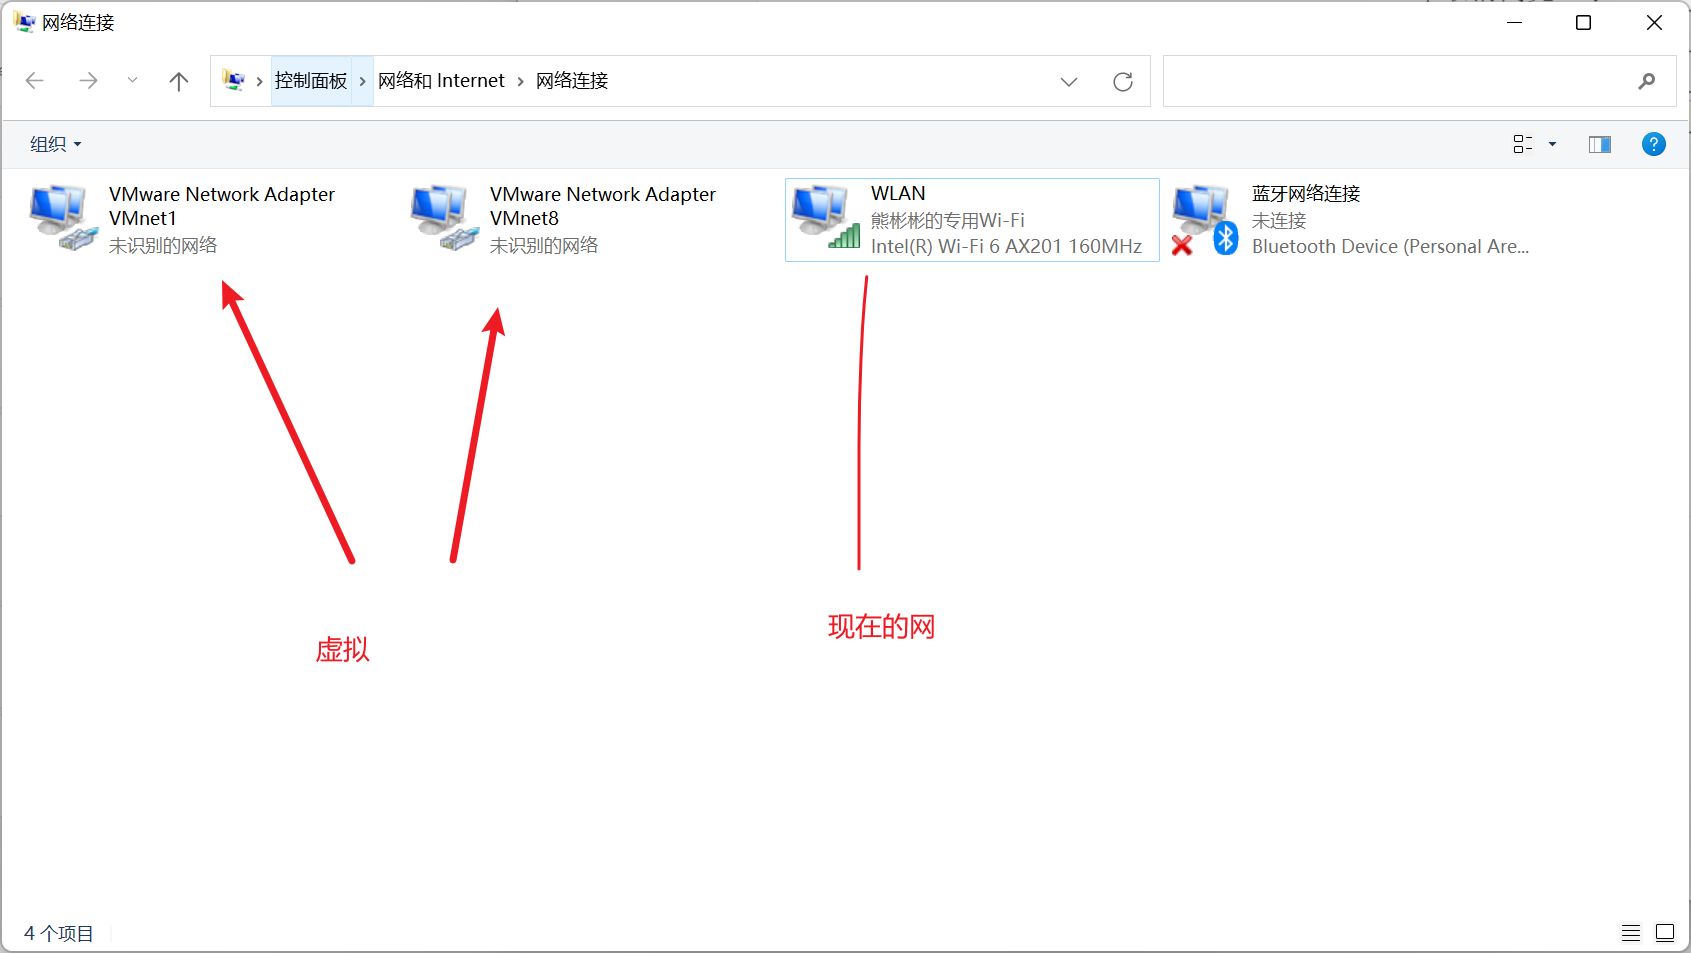 网络连接
控制面板 › 网络和 Internet › 网络连接
组织
VMware Network Adapter
VMnet1
未识别的网络
VMware Network Adapter
VMnet8
未识别的网络
WLAN
熊彬彬的专用Wi-Fi
Intel(R) Wi-Fi 6 AX201 160MHz
蓝牙网络连接
未连接
Bluetooth Device (Personal Are...
虚拟
现在的网
4 个项目